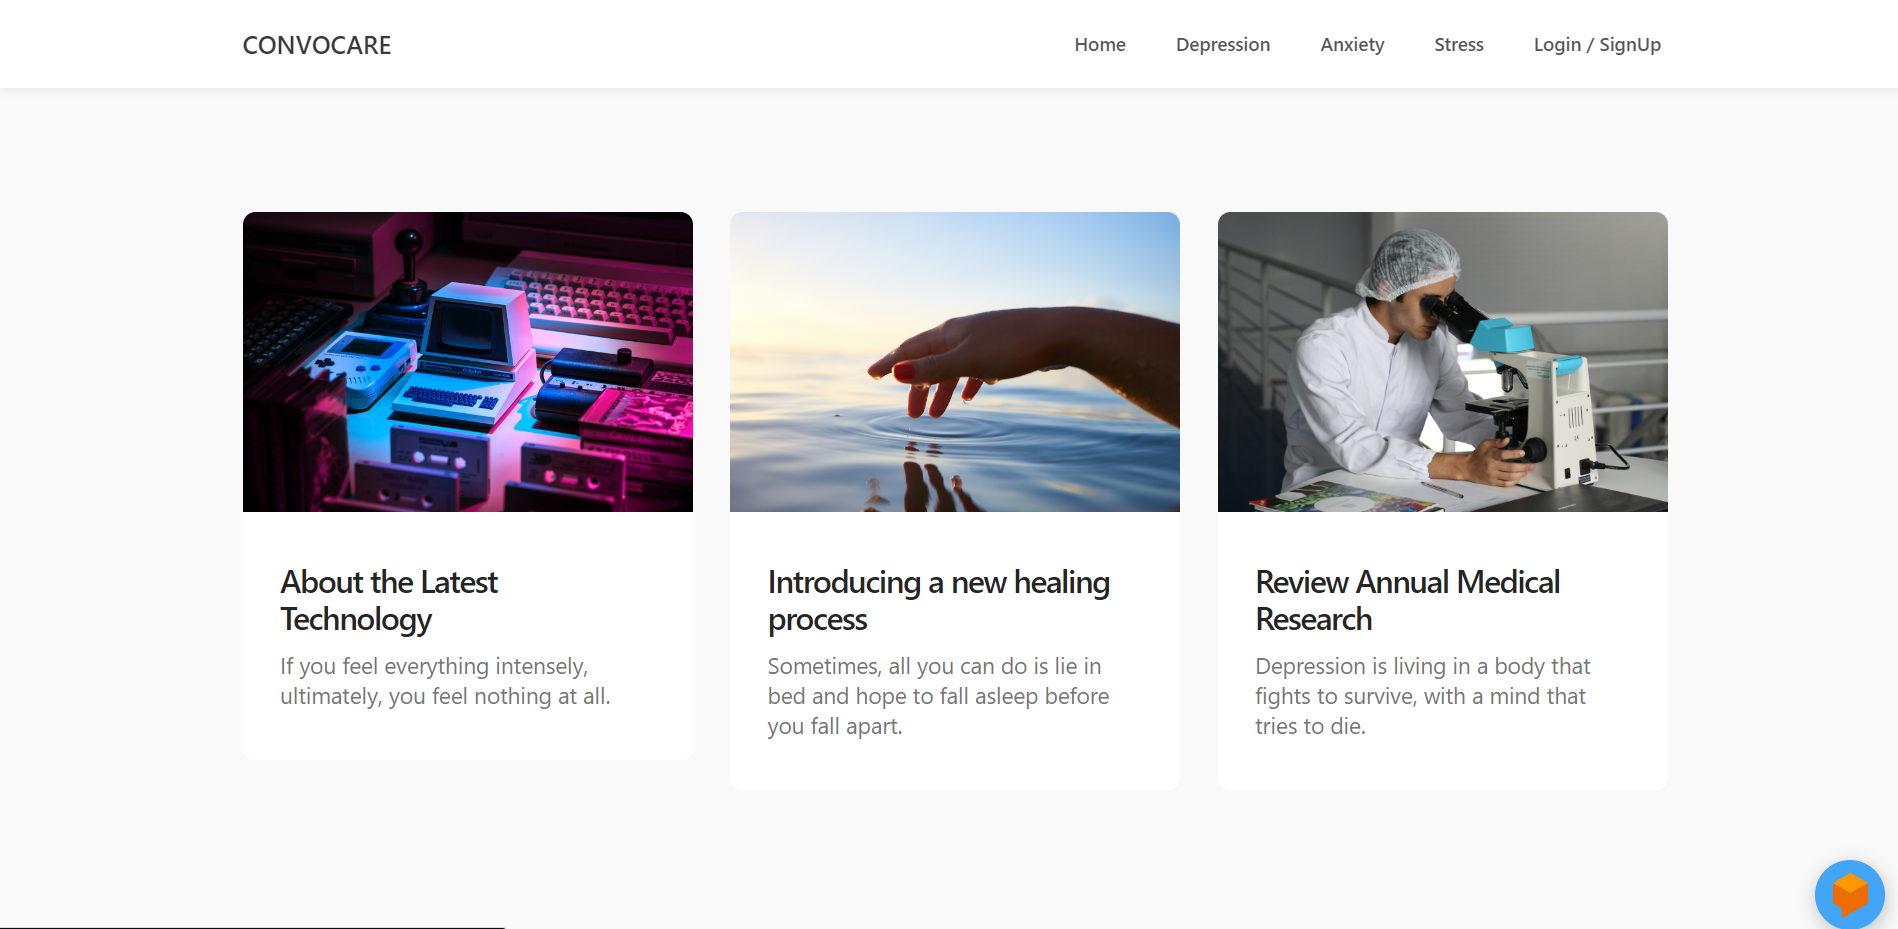 CONVOCARE
Home
Depression
Anxiety
Stress
Login / SignUp
About the Latest
Technology
If you feel everything intensely,
ultimately, you feel nothing at all.
Introducing a new healing
process
Sometimes, all you can do is lie in
bed and hope to fall asleep before
you fall apart.
Review Annual Medical
Research
Depression is living in a body that
fights to survive, with a mind that
tries to die.